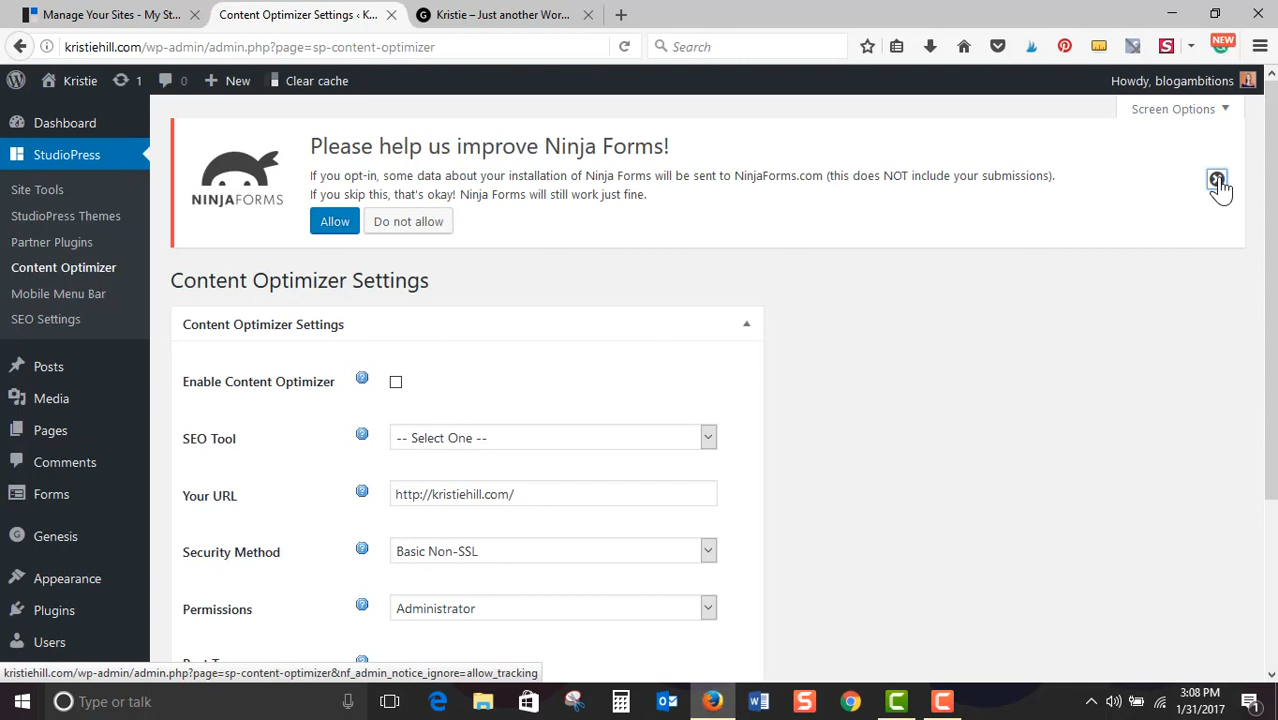 Manage Your Sites - My St...
Content Optimizer Settings ‹ K...
Kristie – Just another Wor...
kristiehill.com/wp-admin/admin.php?page=sp-content-optimizer
Search
NEW
Kristie
1
0
New
Clear cache
Howdy, blogambitions
Screen Options
Dashboard
StudioPress
Site Tools
StudioPress Themes
Partner Plugins
Content Optimizer
Mobile Menu Bar
SEO Settings
Posts
Media
Pages
Comments
Forms
Genesis
Appearance
Plugins
Users
NINJAFORMS
Please help us improve Ninja Forms!
If you opt-in, some data about your installation of Ninja Forms will be sent to NinjaForms.com (this does NOT include your submissions).
If you skip this, that's okay! Ninja Forms will still work just fine.
Allow
Do not allow
Content Optimizer Settings
Content Optimizer Settings
Enable Content Optimizer
SEO Tool
-- Select One --
Your URL
http://kristiehill.com/
Security Method
Basic Non-SSL
Permissions
Administrator
kristiehill.com/wp-admin/admin.php?page=sp-content-optimizer&nf_admin_notice_ignore=allow_tracking
Type or talk
3:08 PM
1/31/2017